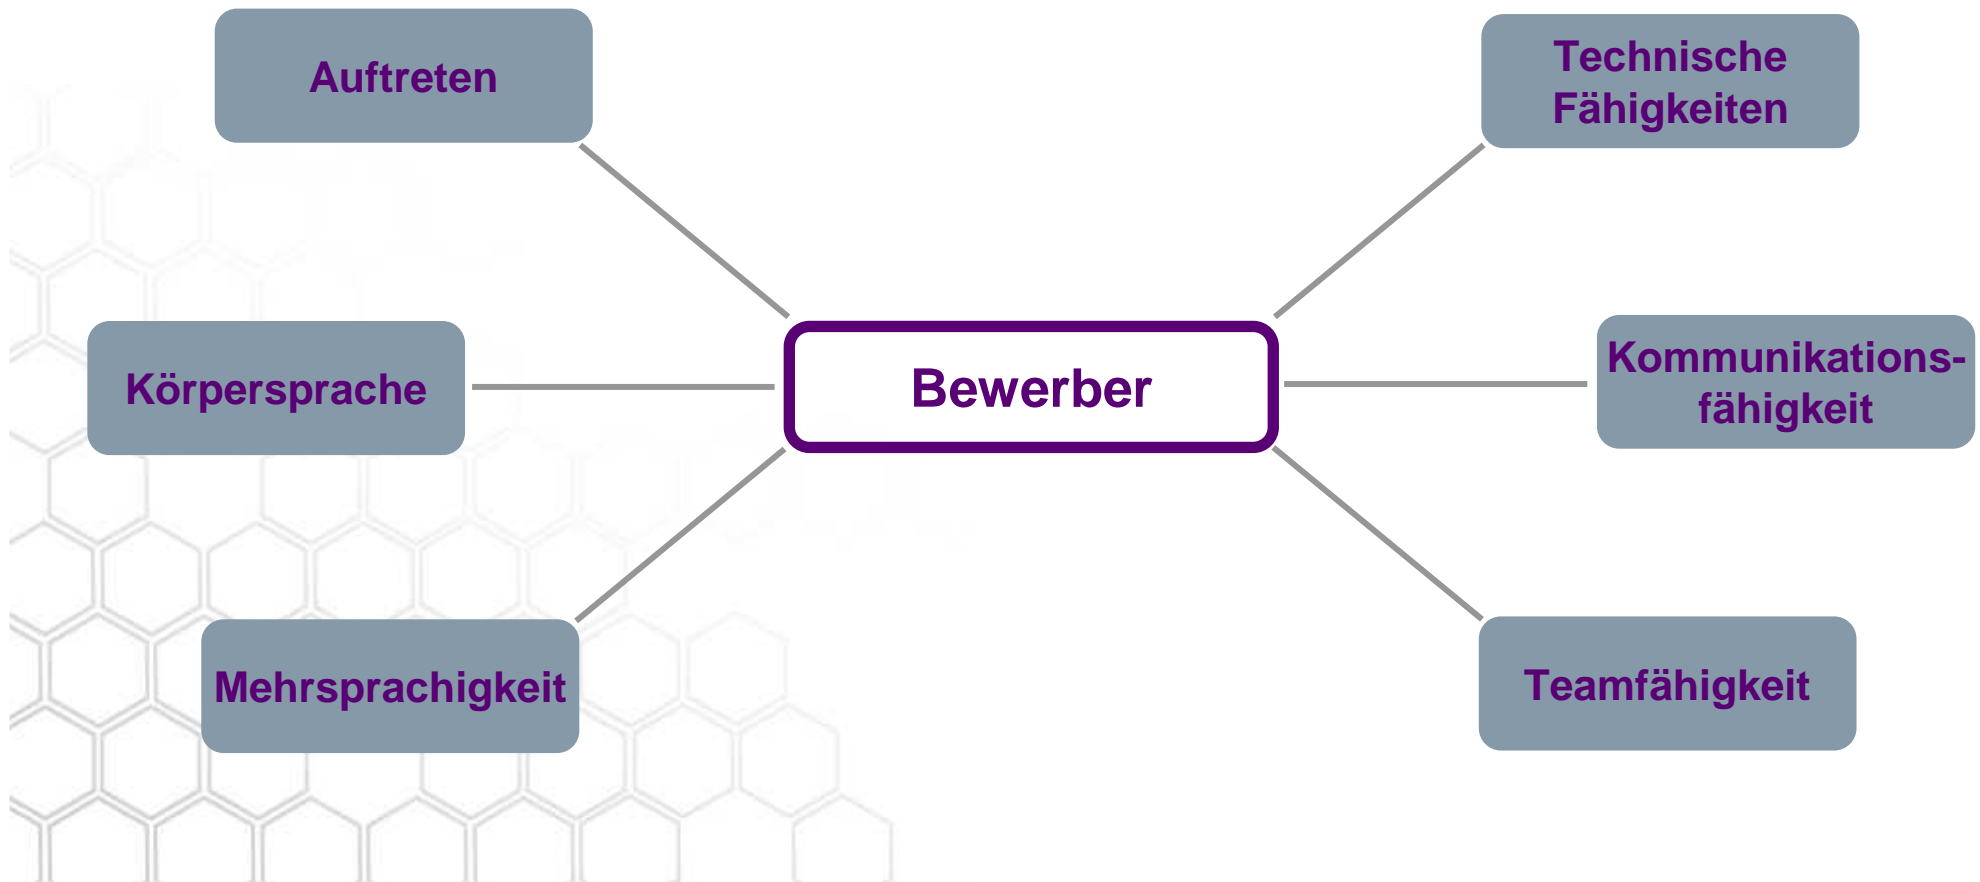 Auftreten
Technische
Fähigkeiten
Körpersprache
Bewerber
Kommunikations-
fähigkeit
Mehrsprachigkeit
Teamfähigkeit